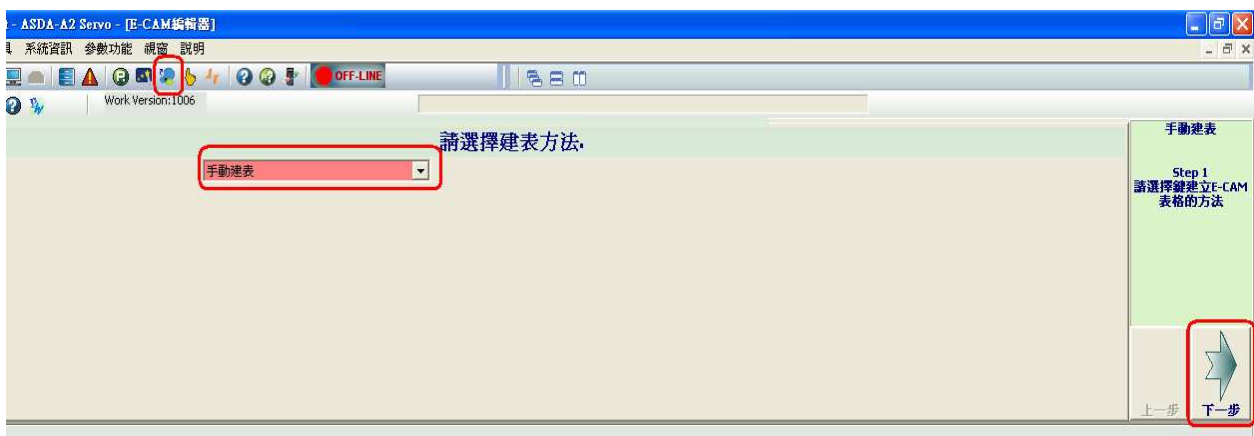 - ASDA-A2 Servo - [E-CAM編輯器]
系統資訊 參數功能 視窗 說明
OFF-LINE
Work Version:1006
請選擇建表方法.
手動建表
手動建表
Step 1
請選擇鍵建立E-CAM
表格的方法
上一步 下一步